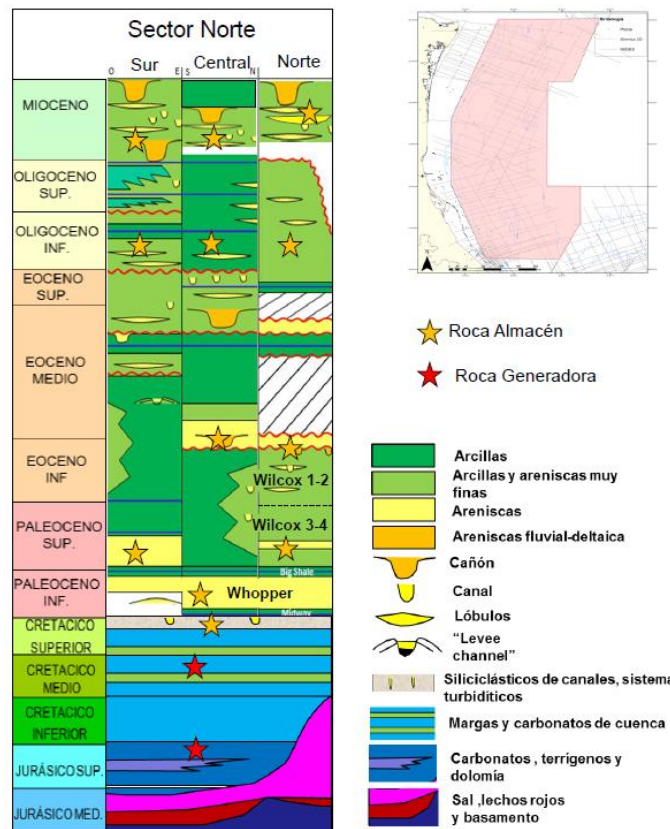 Sector Norte
Sur
Central
Norte
O
E
S
N
MIOCENO
OLIGOCENO
SUP.
OLIGOCENO
INF.
EOCENO
SUP.
EOCENO
MEDIO
EOCENO
INF
Wilcox 1-2
Wilcox 3-4
PALEOCENO
SUP.
Big Shale
PALEOCENO
INF.
Whopper
Midway
CRETACICO
SUPERIOR
CRETACICO
MEDIO
CRETACICO
INFERIOR
JURÁSICO SUP.
JURÁSICO MED.
Roca Almacén
Roca Generadora
Arcillas
Arcillas y areniscas muy
finas
Areniscas
Areniscas fluvial-deltaica
Cañón
Canal
Lóbulos
“Levee
channel”
Siliciclásticos de canales, sistema
turbidíticos
Margas y carbonatos de cuenca
Carbonatos , terrígenos y
dolomía
Sal ,lechos rojos
y basamento